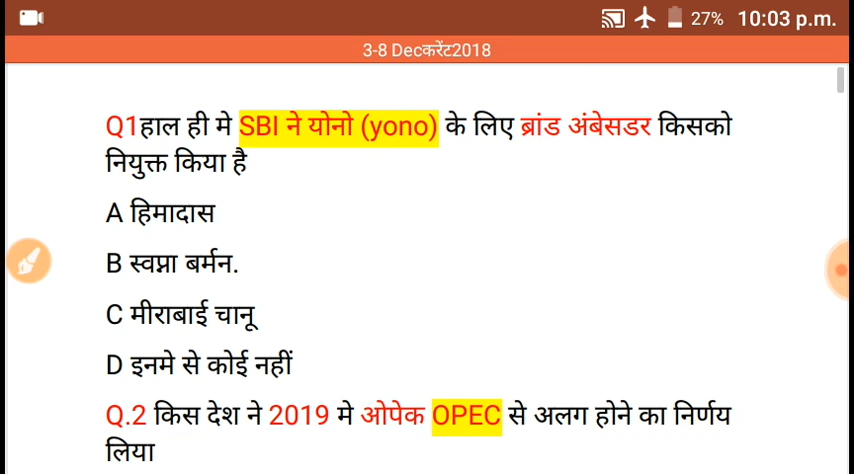 27% 10:03 p.m.
3-8 Decकरेंट2018
Q1हाल ही मे SBI ने योनो (yono) के लिए ब्रांड अंबेसडर किसको
नियुक्त किया है
A हिमादास
B स्वप्ना बर्मन.
C मीराबाई चानू
D इनमे से कोई नहीं
Q.2 किस देश ने 2019 मे ओपेक OPEC से अलग होने का निर्णय
लिया